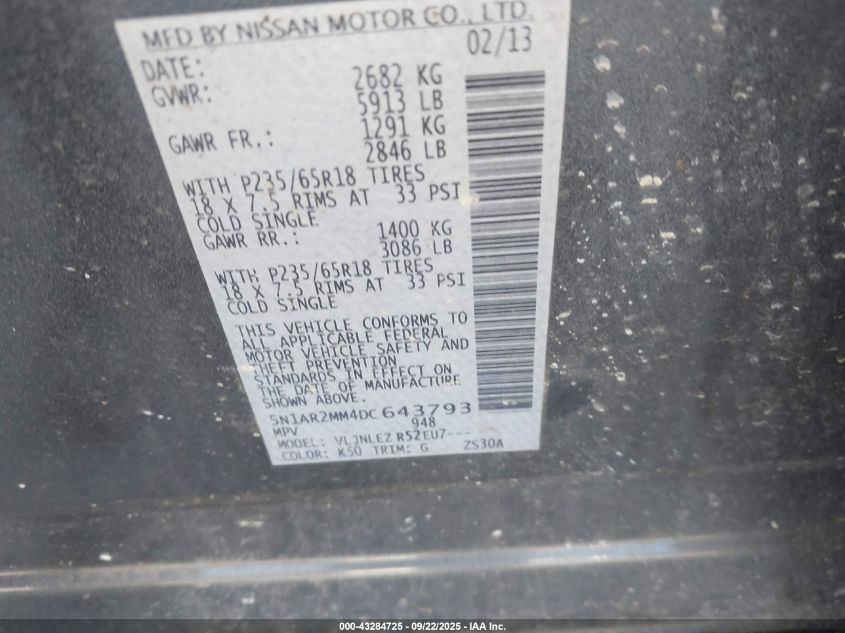 MFD BY NISSAN MOTOR CO., LTD.
DATE: 02/13
GVWR: 2682 KG
5913 LB
GAWR FR.: 1291 KG
2846 LB
WITH P235/65R18 TIRES
18 X 7.5 RIMS AT 33 PSI
COLD SINGLE
GAWR RR.: 1400 KG
3086 LB
WITH P235/65R18 TIRES
18 X 7.5 RIMS AT 33 PSI
COLD SINGLE
THIS VEHICLE CONFORMS TO
ALL APPLICABLE FEDERAL
MOTOR VEHICLE SAFETY AND
THEFT PREVENTION
STANDARDS IN EFFECT ON
THE DATE OF MANUFACTURE
SHOWN ABOVE.
5N1AR2MM4DC643793
MPV 948
MODEL: VLJNLEZ R52EU7---
COLOR: K50 TRIM: G ZS30A
000-43284725 - 09/22/2025 - IAA Inc.